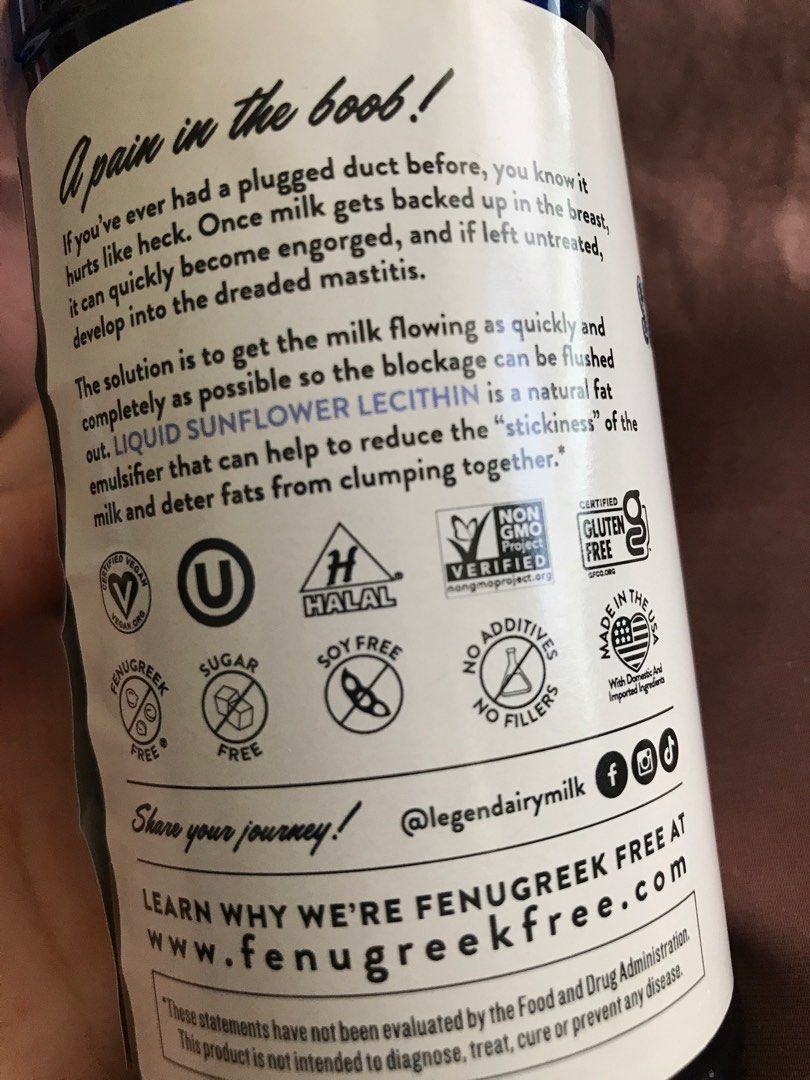 A pain in the boob!
If you've ever had a plugged duct before, you know it
hurts like heck. Once milk gets backed up in the breast,
it can quickly become engorged, and if left untreated,
develop into the dreaded mastitis.
The solution is to get the milk flowing as quickly and
completely as possible so the blockage can be flushed
out. LIQUID SUNFLOWER LECITHIN is a natural fat
emulsifier that can help to reduce the "stickiness" of the
milk and deter fats from clumping together.*
CERTIFIED VEGAN
VEGAN.ORG
U
H
HALAL®
NON
GMO
Project
VERIFIED
nongmoproject.org
CERTIFIED
GLUTEN
FREE
GFCO.ORG
FENUGREEK
FREE®
SUGAR
FREE
SOY FREE
NO ADDITIVES
NO FILLERS
MADE IN THE USA
With Domestic And
Imported Ingredients
Share your journey!
@legendairymilk
f
LEARN WHY WE'RE FENUGREEK FREE AT
www.fenugreekfree.com
*These statements have not been evaluated by the Food and Drug Administration.
This product is not intended to diagnose, treat, cure or prevent any disease.